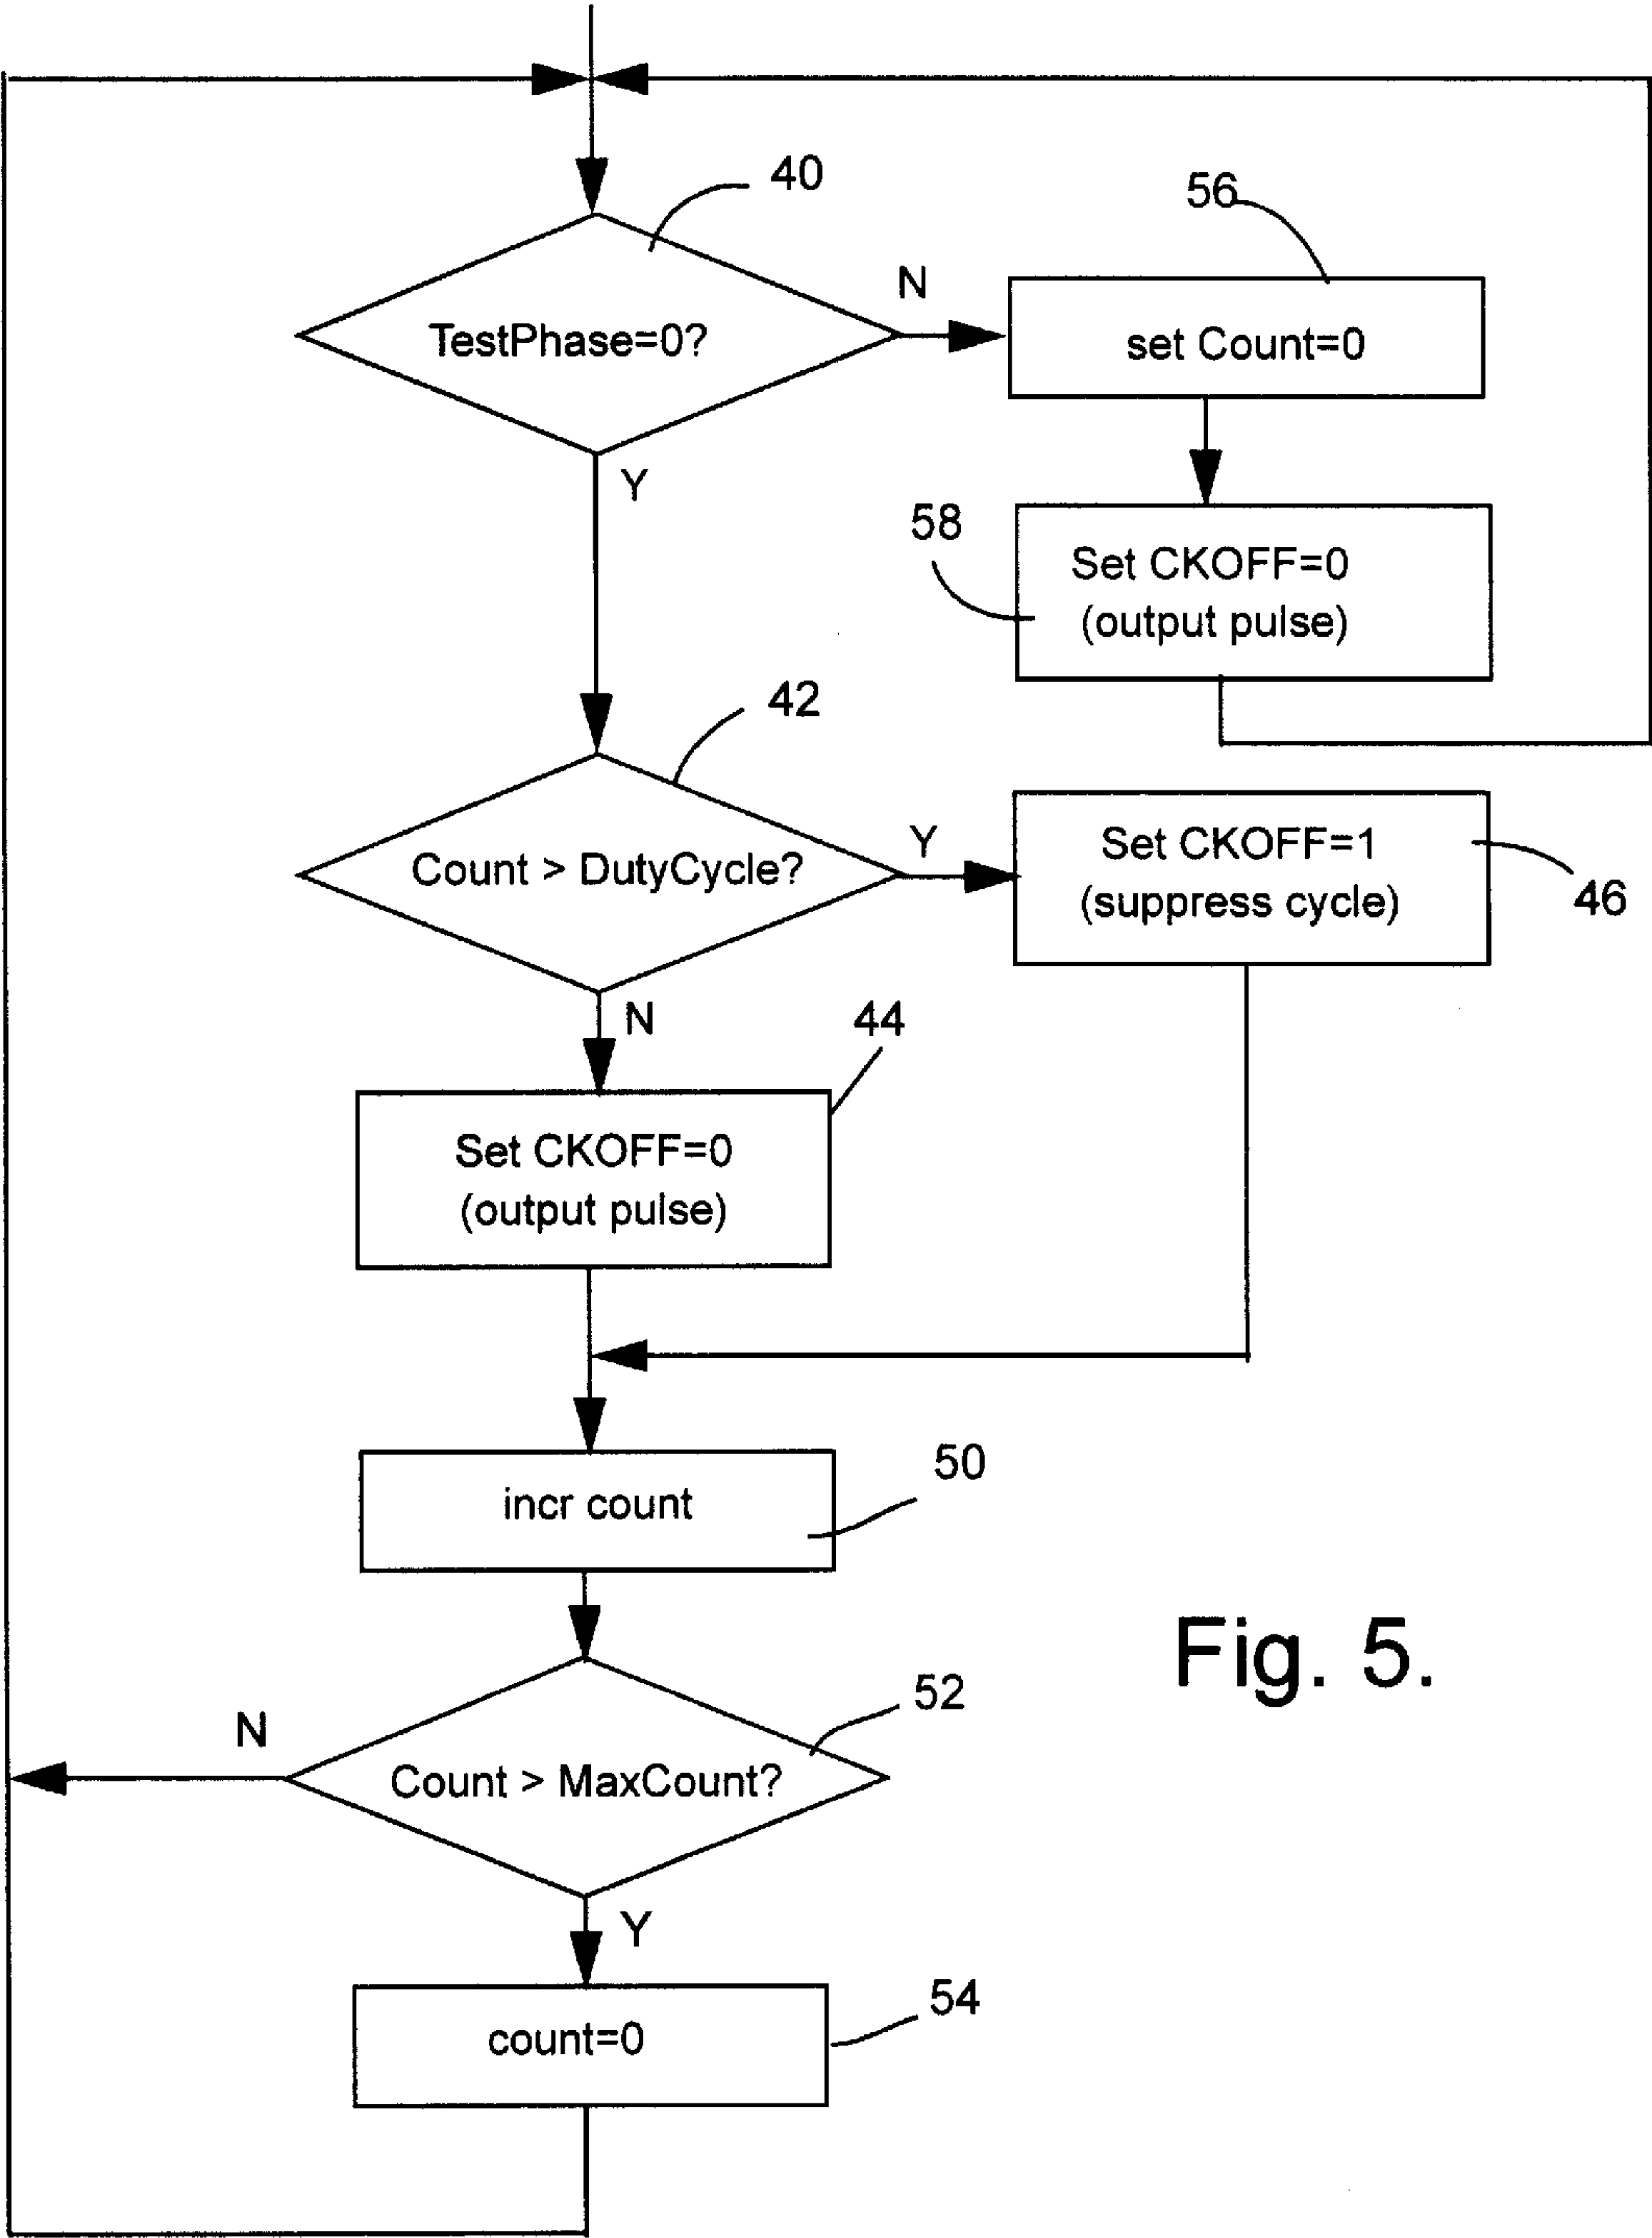 40
56
N
TestPhase=0?
set Count=0
Y
58
Set CKOFF=0
(output pulse)
42
Y
Count > DutyCycle?
Set CKOFF=1
(suppress cycle)
46
N
44
Set CKOFF=0
(output pulse)
50
incr count
Fig. 5.
52
N
Count > MaxCount?
Y
54
count=0